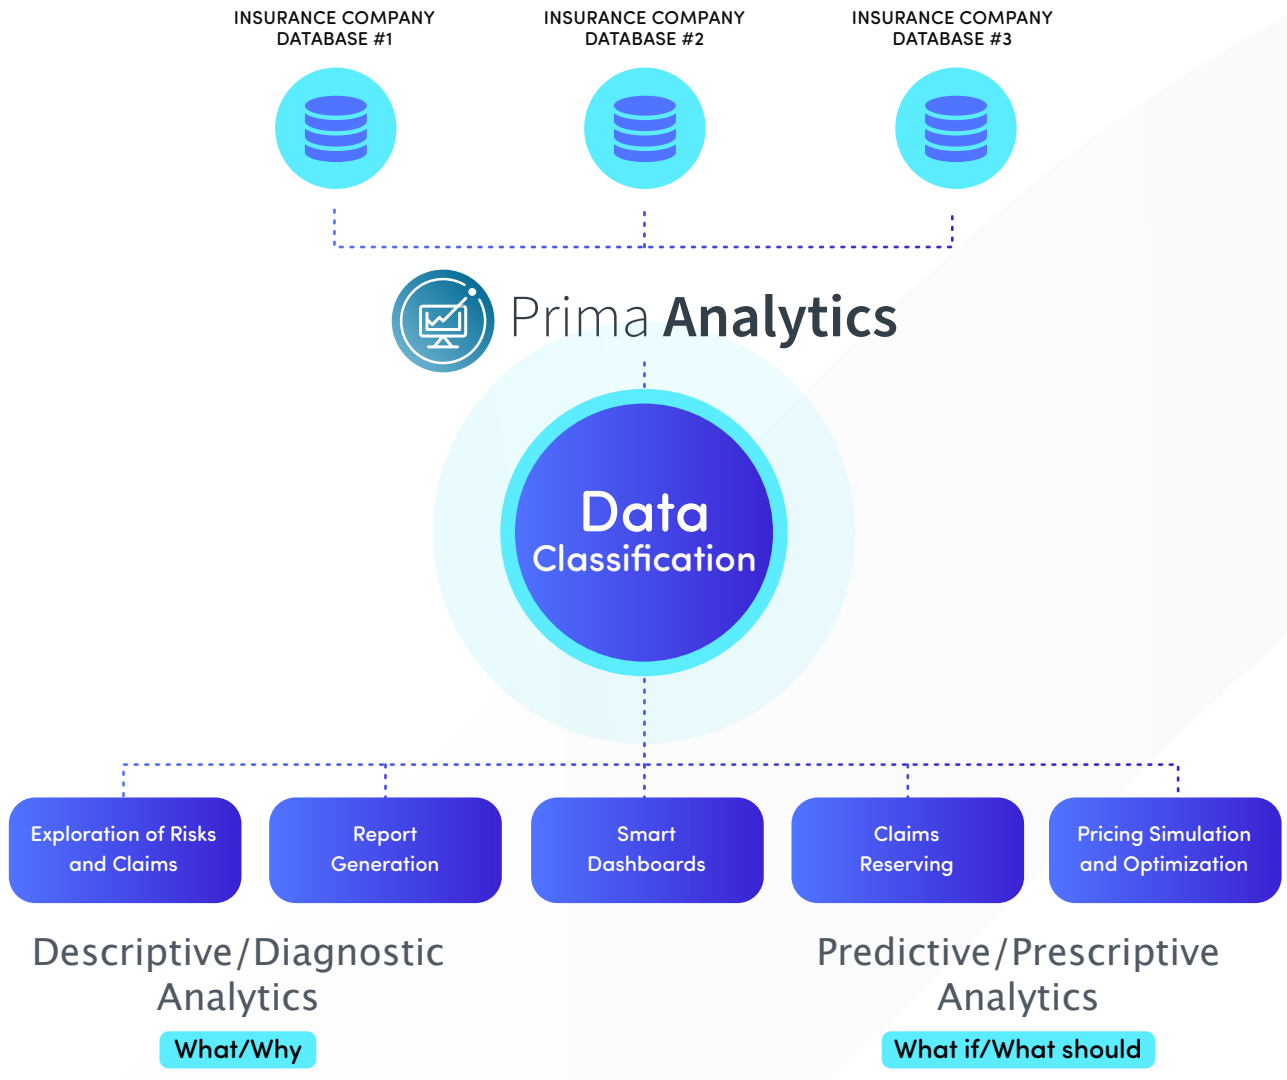 INSURANCE COMPANY
DATABASE #1
INSURANCE COMPANY
DATABASE #2
INSURANCE COMPANY
DATABASE #3
Prima Analytics
Data
Classification
Exploration of Risks
and Claims
Report
Generation
Smart
Dashboards
Claims
Reserving
Pricing Simulation
and Optimization
Descriptive/Diagnostic
Analytics
What/Why
Predictive/Prescriptive
Analytics
What if/What should